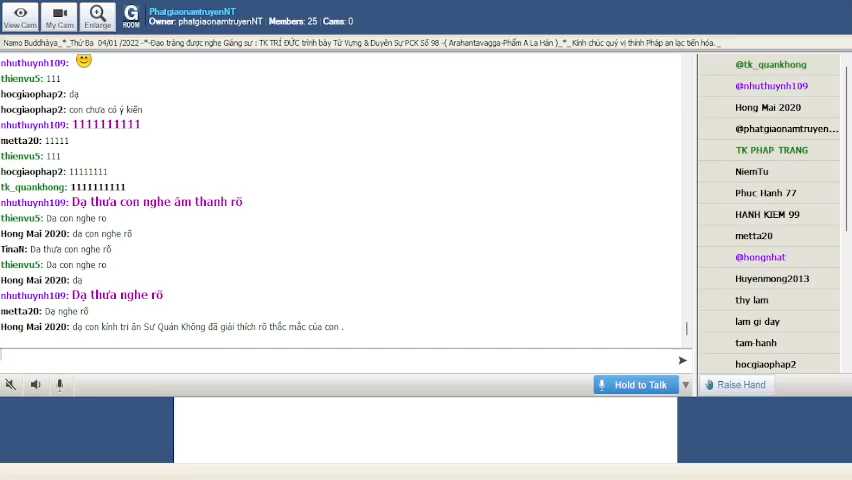 PhatgiaonamtruyenNT
Owner: phatgiaonamtruyenNT | Members: 25 | Cams: 0
View Cam
My Cam
Enlarge
G
ROOM
Namo Buddhàya_*_Thứ Ba 04/01 /2022 -*-Đạo tràng được nghe Giảng sư : TK TRÍ ĐỨC trình bày Từ Vựng & Duyên Sự PCK Số 98 -( Arahantavagga-Phẩm A La Hán )_*_ Kính chúc quý vị thính Pháp an lạc tiến hóa._
nhuthuynh109:
thienvu5: 111
hocgiaophap2: dạ
hocgiaophap2: con chưa có ý kiến
nhuthuynh109: 1111111111
metta20: 11111
thienvu5: 111
hocgiaophap2: 11111111
tk_quankhong: 1111111111
nhuthuynh109: Dạ thưa con nghe âm thanh rõ
thienvu5: Da con nghe ro
Hong Mai 2020: dạ con nghe rõ
TinaN: Da thưa con nghe rõ
thienvu5: Da con nghe ro
Hong Mai 2020: dạ
nhuthuynh109: Dạ thưa nghe rõ
metta20: Dạ nghe rõ
Hong Mai 2020: dạ con kính tri ân Sư Quán Không đã giải thích rõ thắc mắc của con .
@tk_quankhong
@nhuthuynh109
Hong Mai 2020
@phatgiaonamtruyen...
TK PHAP TRANG
NiemTu
Phuc Hanh 77
HANH KIEM 99
metta20
@hongnhat
Huyenmong2013
thy lam
lam gi day
tam-hanh
hocgiaophap2
Hold to Talk
Raise Hand